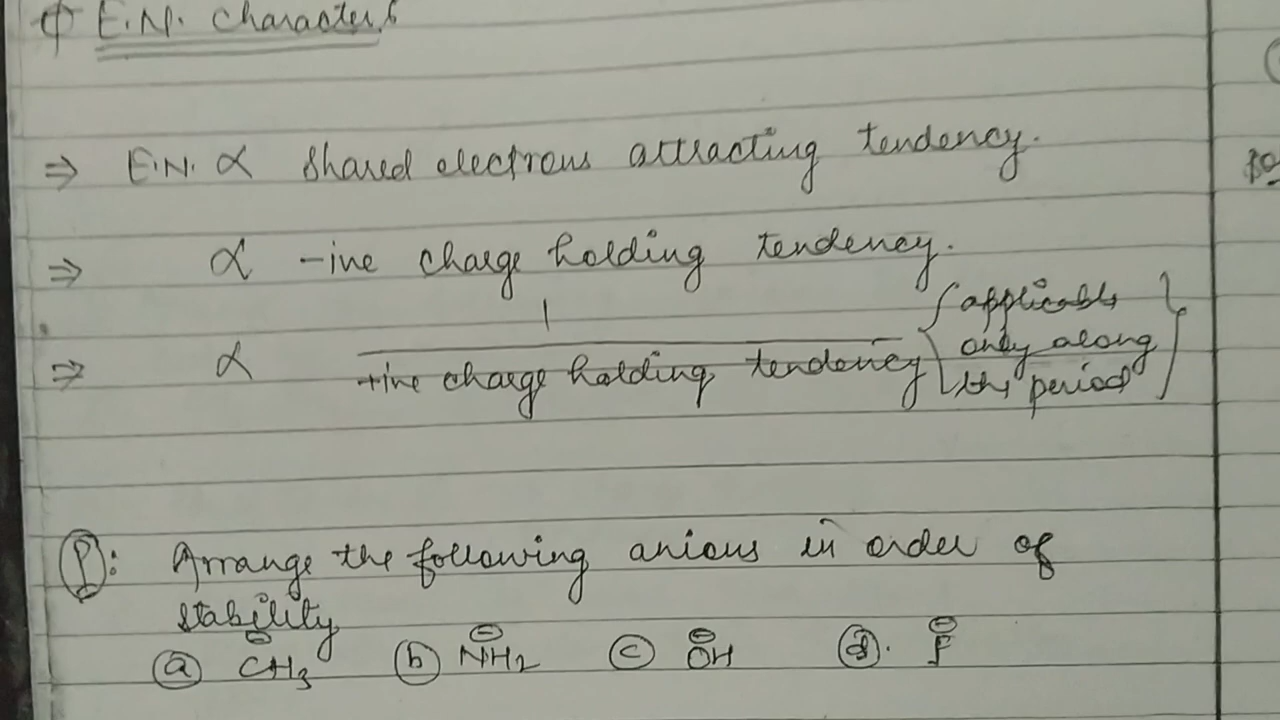 E.N. Character
⇒ E.N. ∝ Shared electrons attracting tendency.
⇒ ∝ -ive charge holding tendency.
⇒ ∝ 1 / +ive charge holding tendency { applicable
only along
the period }
(P): Arrange the following anions in order of
stability
(a) ⊖CH3 (b) ⊖NH2 (c) ⊖OH (d). ⊖F